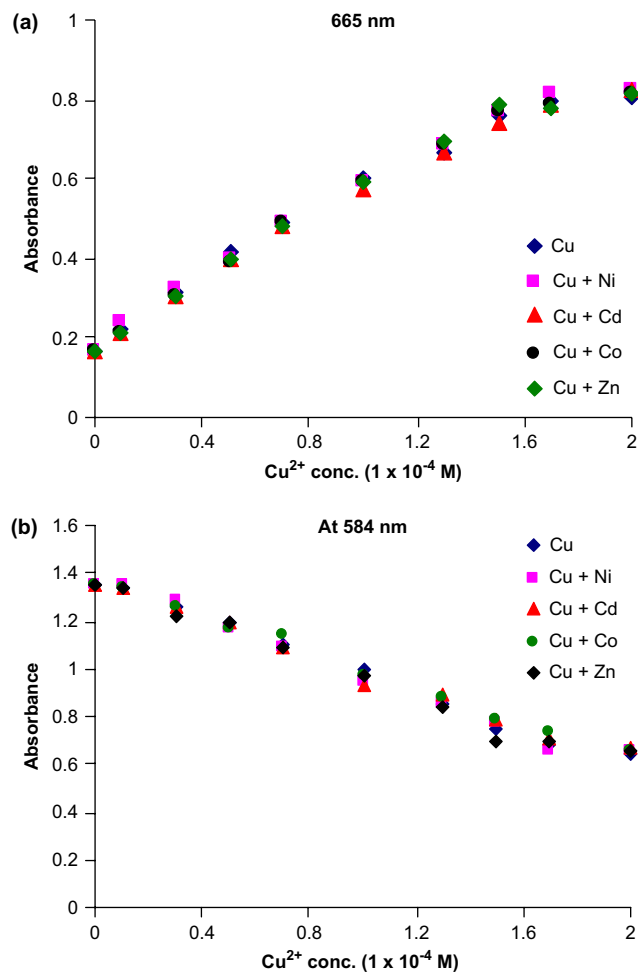 (a)
665 nm
1
0.8
0.6
0.4
0.2
0
Absorbance
Cu
Cu + Ni
Cu + Cd
Cu + Co
Cu + Zn
0 0.4 0.8 1.2 1.6 2
Cu²⁺ conc. (1 x 10⁻⁴ M)
(b)
At 584 nm
1.6
1.4
1.2
1
0.8
0.6
0.4
0.2
0
Absorbance
Cu
Cu + Ni
Cu + Cd
Cu + Co
Cu + Zn
0 0.4 0.8 1.2 1.6 2
Cu²⁺ conc. (1 x 10⁻⁴ M)